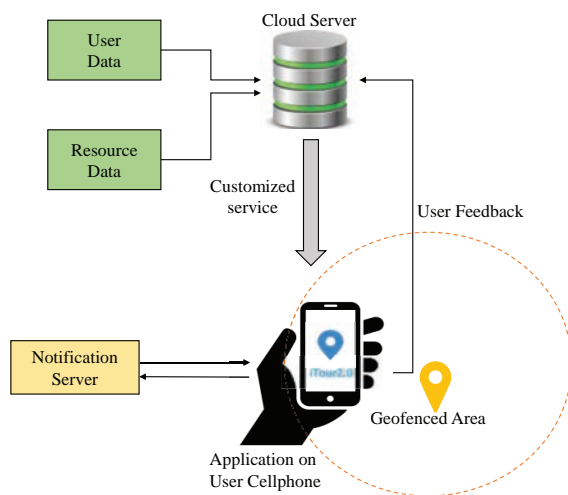 Cloud Server
User
Data
Resource
Data
Customized
service
User Feedback
iTour2.0
Notification
Server
Geofenced Area
Application on
User Cellphone